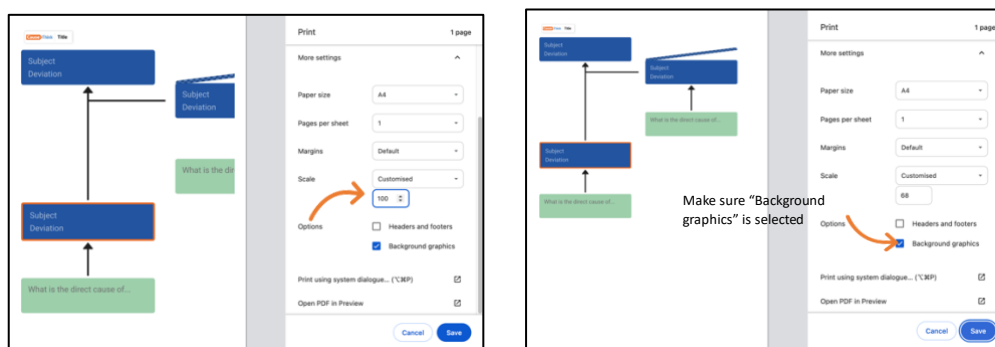 CauseFlex Title
Subject
Deviation
Subject
Deviation
What is the dir
Subject
Deviation
What is the direct cause of...
Print 1 page
More settings
Paper size A4
Pages per sheet 1
Margins Default
Scale Customised
100
Options Headers and footers
Background graphics
Print using system dialogue... (⌥⌘P)
Open PDF in Preview
Cancel Save
Title
Subject
Deviation
Subject
Deviation
What is the direct cause of...
Subject
Deviation
What is the direct cause of...
Make sure “Background
graphics” is selected
Print 1 page
More settings
Paper size A4
Pages per sheet 1
Margins Default
Scale Customised
68
Options Headers and footers
Background graphics
Print using system dialogue... (⌥⌘P)
Open PDF in Preview
Cancel Save